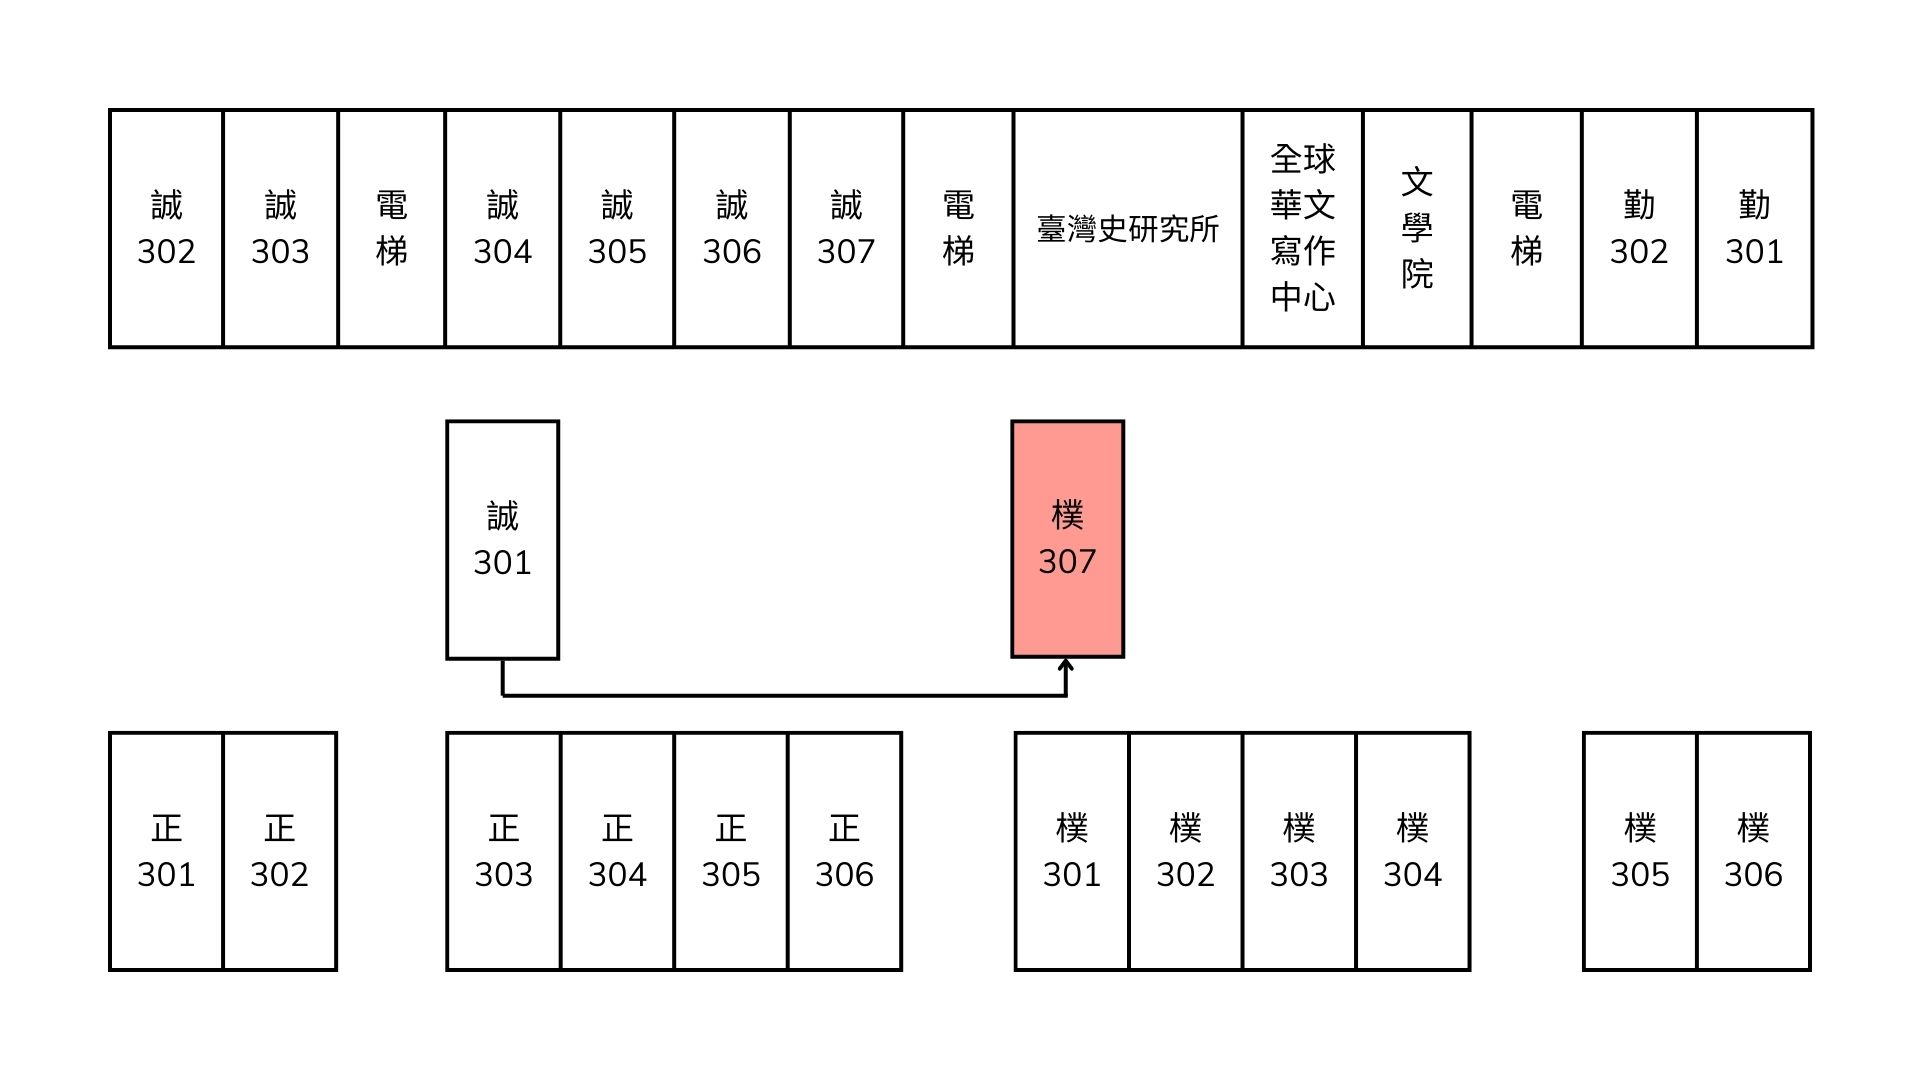 誠
302
誠
303
電
梯
誠
304
誠
305
誠
306
誠
307
電
梯
臺灣史研究所
全球
華文
寫作
中心
文
學
院
電
梯
勤
302
勤
301
誠
301
樸
307
正
301
正
302
正
303
正
304
正
305
正
306
樸
301
樸
302
樸
303
樸
304
樸
305
樸
306